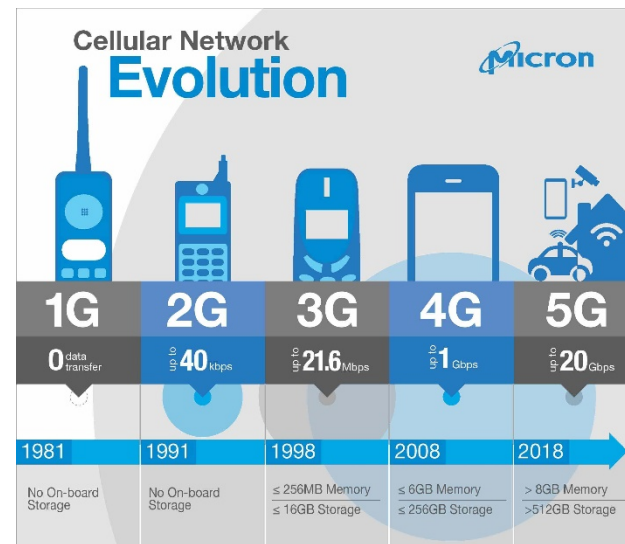 Cellular Network
Evolution
Micron
1G
2G
3G
4G
5G
0 data transfer
up to 40 kbps
up to 21.6 Mbps
up to 1 Gbps
up to 20 Gbps
1981
1991
1998
2008
2018
No On-board
Storage
No On-board
Storage
≤ 256MB Memory
≤ 16GB Storage
≤ 6GB Memory
≤ 256GB Storage
> 8GB Memory
>512GB Storage